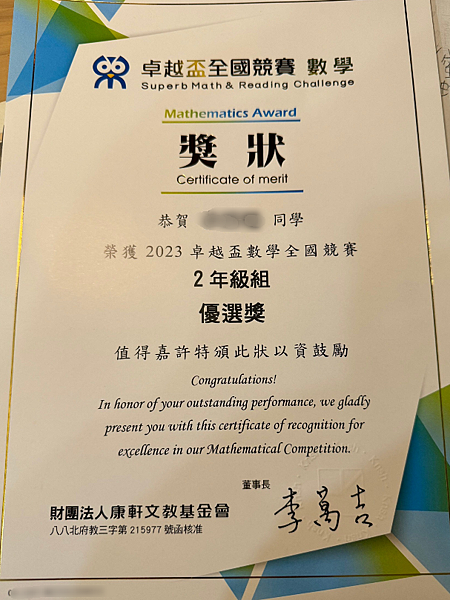 卓越盃全國競賽 數學
Superb Math & Reading Challenge
Mathematics Award
獎狀
Certificate of merit
恭賀 同學
榮獲 2023 卓越盃數學全國競賽
2 年級組
優選獎
值得嘉許特頒此狀以資鼓勵
Congratulations!
In honor of your outstanding performance, we gladly
present you with this certificate of recognition for
excellence in our Mathematical Competition.
董事長
李萬吉
財團法人康軒文教基金會
八八北府教三字第 215977 號函核准